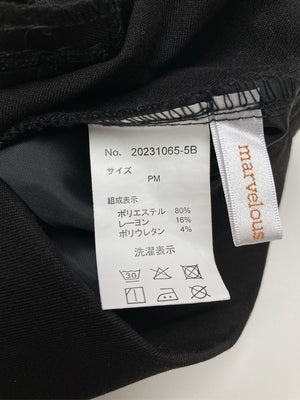 No. 20231065-5B
サイズ
PM
組成表示
ポリエステル 80%
レーヨン 16%
ポリウレタン 4%
洗濯表示
30
marvelous